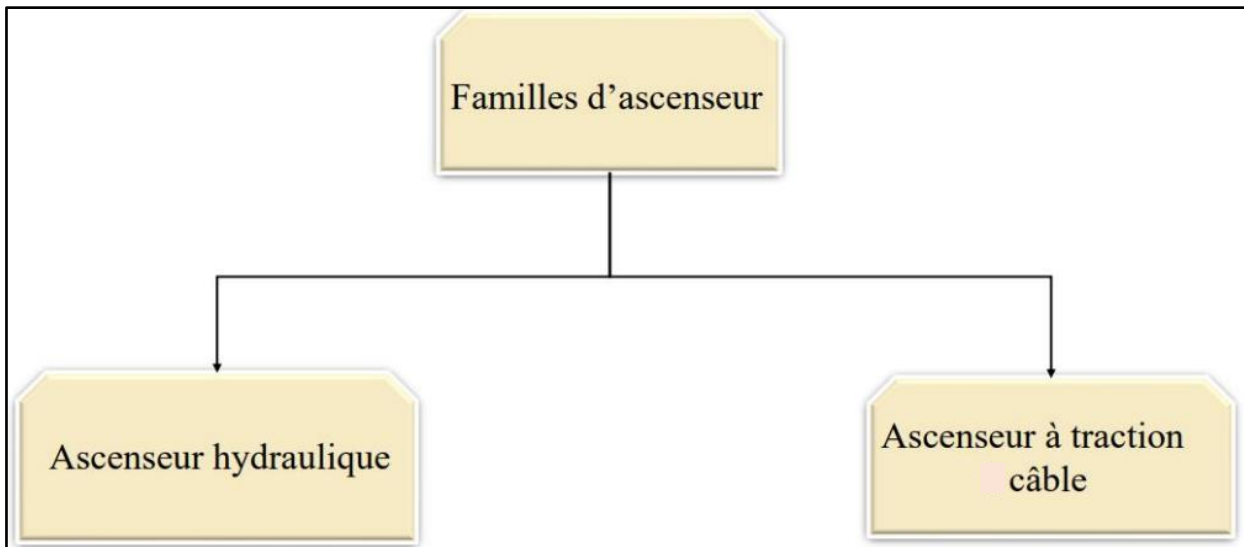 Familles d’ascenseur
Ascenseur hydraulique
Ascenseur à traction
câble